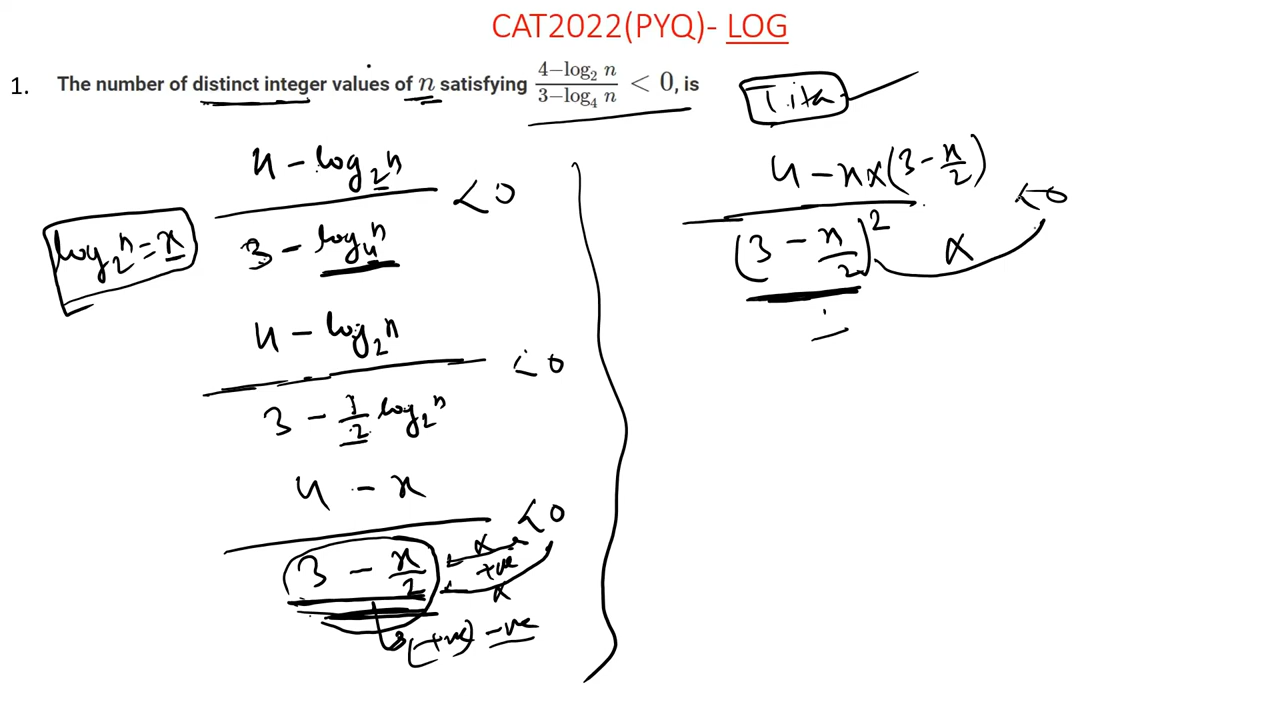 CAT2022(PYQ)- LOG
1. The number of distinct integer values of n satisfying (4−log₂ n)/(3−log₄ n) < 0, is
Tita
4 − log₂n
< 0
3 − log₄n
log₂n = x
4 − log₂n
< 0
3 − 1/2 log₂n
4 − x
< 0
3 − x/2
×
+ve
×
(+ve) −ve
4 − x × (3 − x/2)
< 0
(3 − x/2)²
×